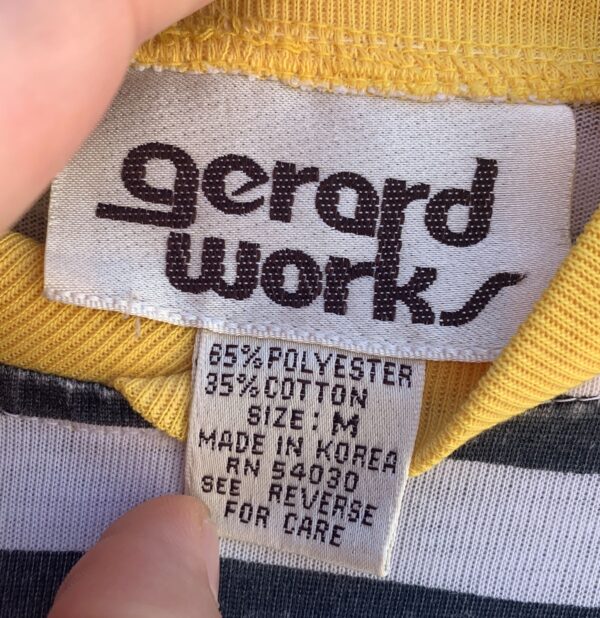 gerard
works
65% POLYESTER
35% COTTON
SIZE: M
MADE IN KOREA
RN 54030
SEE REVERSE
FOR CARE